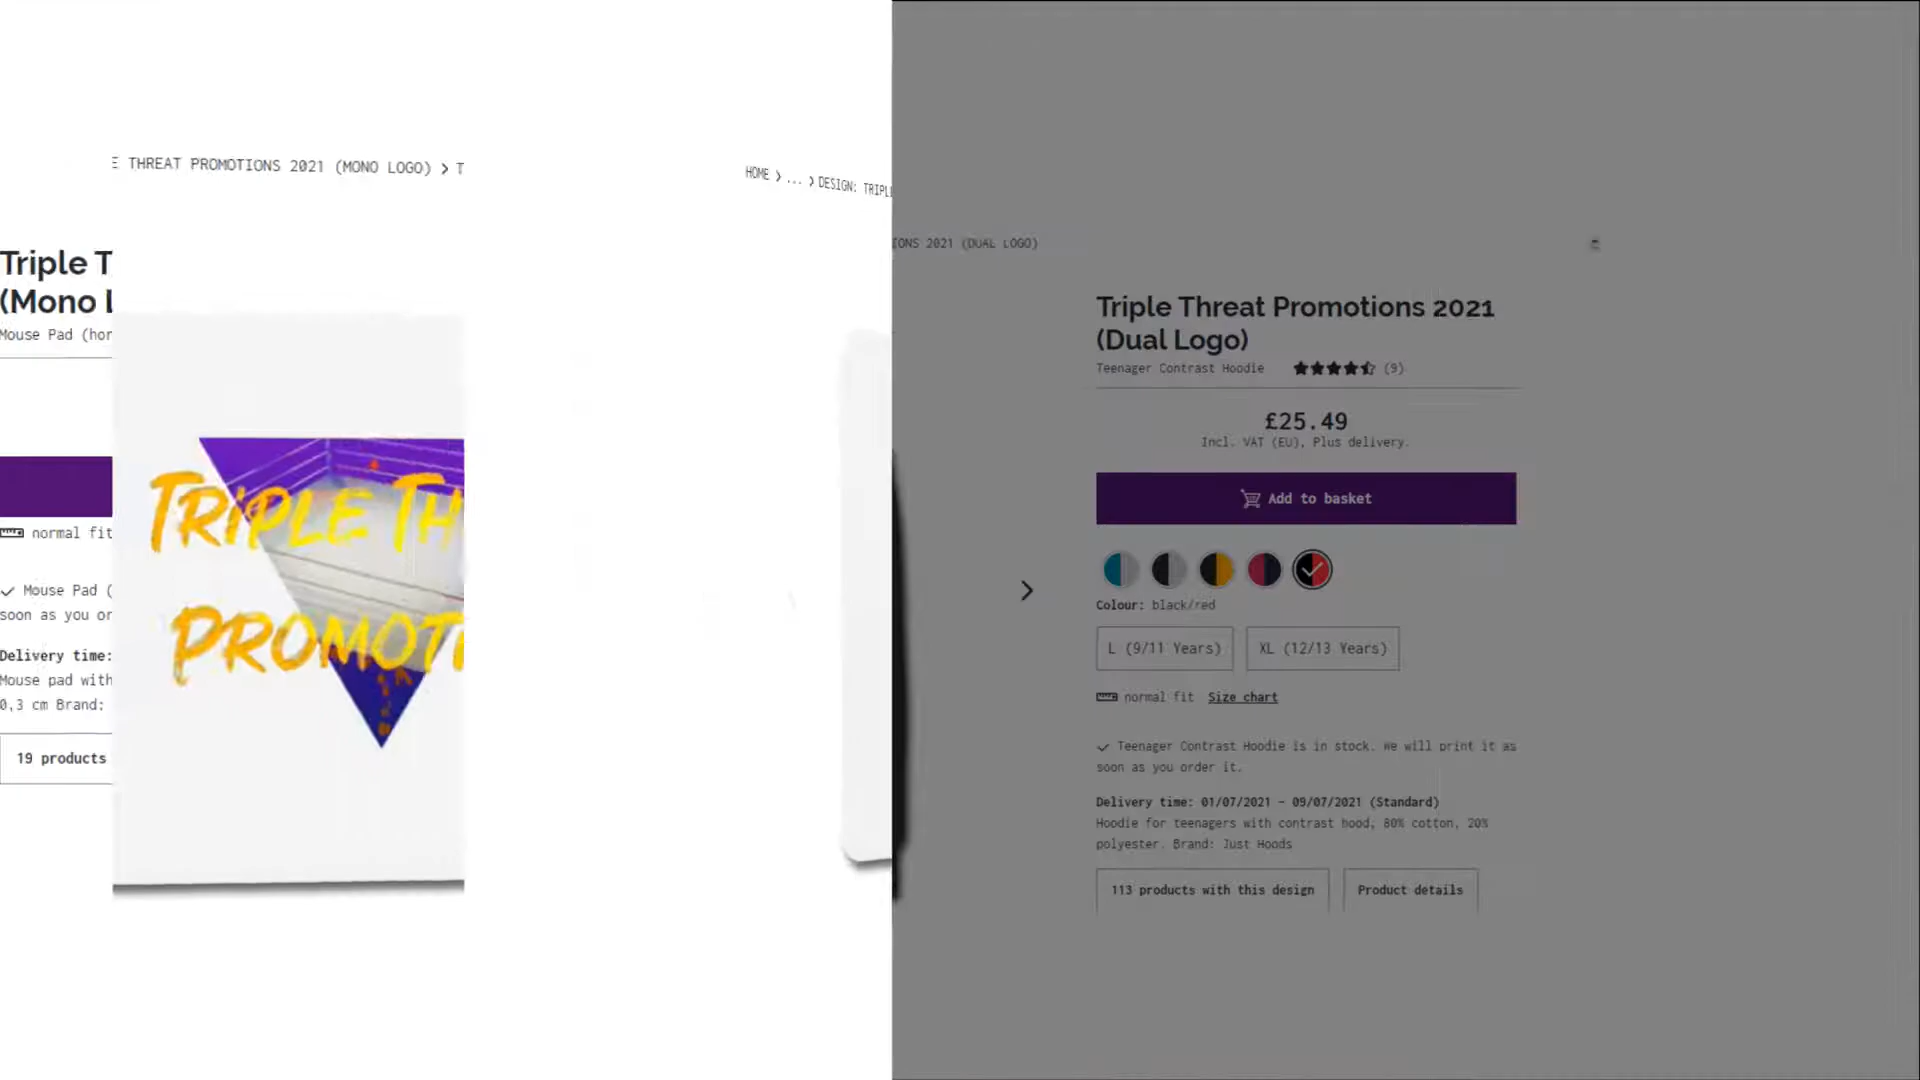 E THREAT PROMOTIONS 2021 (MONO LOGO) > T
Triple T
(Mono L
Mouse Pad (hor
normal fit
Mouse Pad (
soon as you or
Delivery time:
Mouse pad with
0,3 cm Brand:
19 products
TRIPLE TH
PROMOTI
HOME > ... > DESIGN: TRIPLE
IONS 2021 (DUAL LOGO)
Triple Threat Promotions 2021
(Dual Logo)
Teenager Contrast Hoodie (9)
£25.49
Incl. VAT (EU), Plus delivery.
Add to basket
Colour: black/red
L (9/11 Years) XL (12/13 Years)
normal fit Size chart
Teenager Contrast Hoodie is in stock. We will print it as
soon as you order it.
Delivery time: 01/07/2021 - 09/07/2021 (Standard)
Hoodie for teenagers with contrast hood, 80% cotton, 20%
polyester. Brand: Just Hoods
113 products with this design Product details